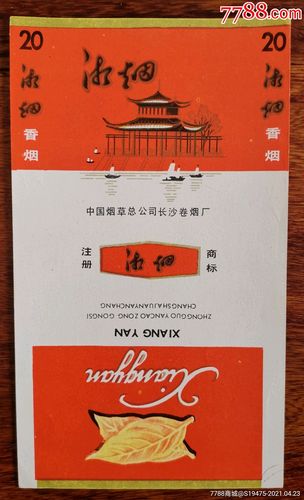 7788.com
20
20
湘烟
湘烟
湘烟
香烟
香烟
中国烟草总公司长沙卷烟厂
注册
湘烟
商标
CHANGSHAJUANYANCHANG
ZHONGGUO YANCAO ZONG GONGSI
XIANG YAN
Xiangyan
7788商城@S19475-2021.04.23